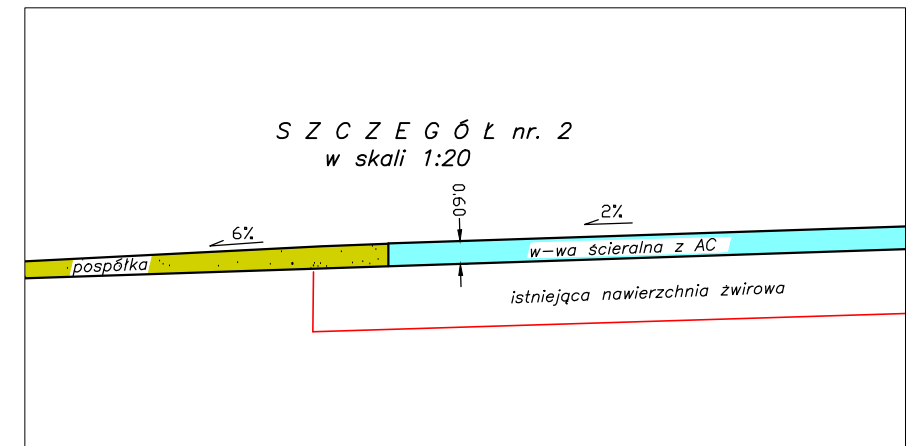 S Z C Z E G Ó Ł nr. 2
w skali 1:20
0.60
6%
2%
pospółka
w-wa ścieralna z AC
istniejąca nawierzchnia żwirowa